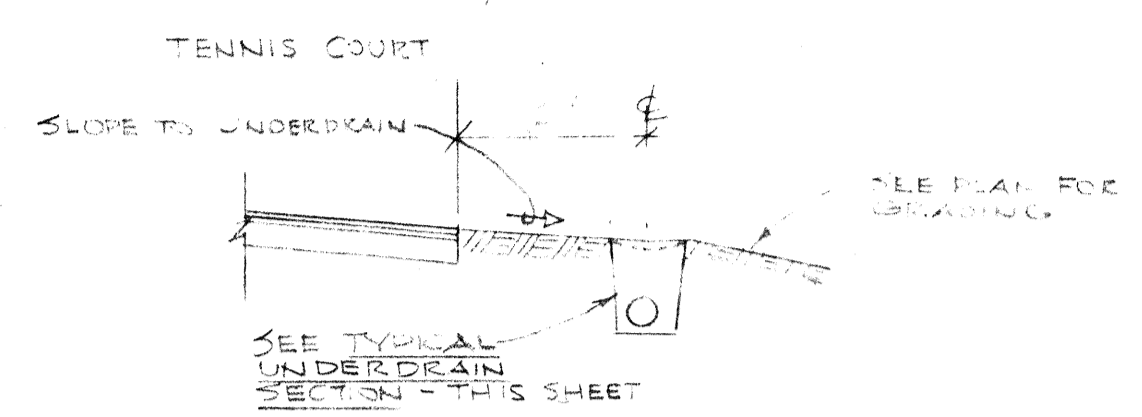 TENNIS COURT
SLOPE TO UNDERDRAIN
SEE PLAN FOR
GRADING
SEE TYPICAL
UNDERDRAIN
SECTION - THIS SHEET